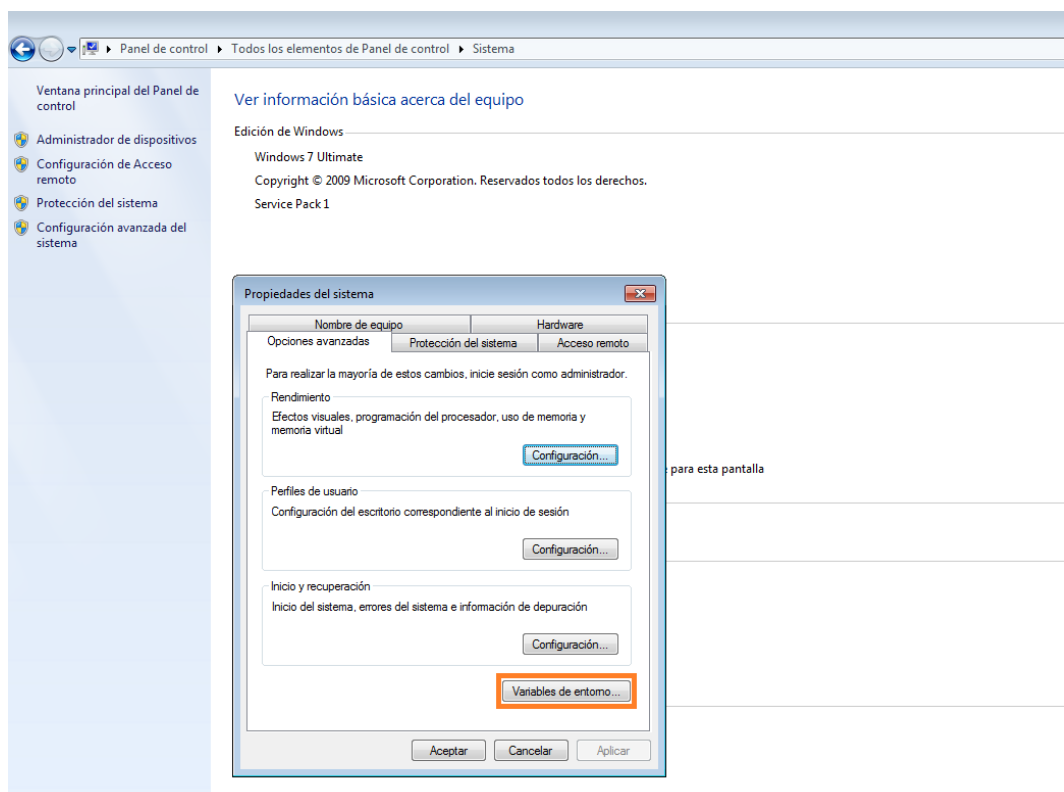 Panel de control Todos los elementos de Panel de control Sistema
Ventana principal del Panel de
control
Administrador de dispositivos
Configuración de Acceso
remoto
Protección del sistema
Configuración avanzada del
sistema
Ver información básica acerca del equipo
Edición de Windows
Windows 7 Ultimate
Copyright © 2009 Microsoft Corporation. Reservados todos los derechos.
Service Pack 1
para esta pantalla
Propiedades del sistema
Nombre de equipo Hardware
Opciones avanzadas Protección del sistema Acceso remoto
Para realizar la mayoría de estos cambios, inicie sesión como administrador.
Rendimiento
Efectos visuales, programación del procesador, uso de memoria y
memoria virtual
Configuración...
Perfiles de usuario
Configuración del escritorio correspondiente al inicio de sesión
Configuración...
Inicio y recuperación
Inicio del sistema, errores del sistema e información de depuración
Configuración...
Variables de entorno...
Aceptar Cancelar Aplicar